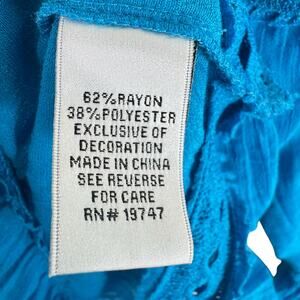 62%RAYON
38%POLYESTER
EXCLUSIVE OF
DECORATION
MADE IN CHINA
SEE REVERSE
FOR CARE
RN# 19747